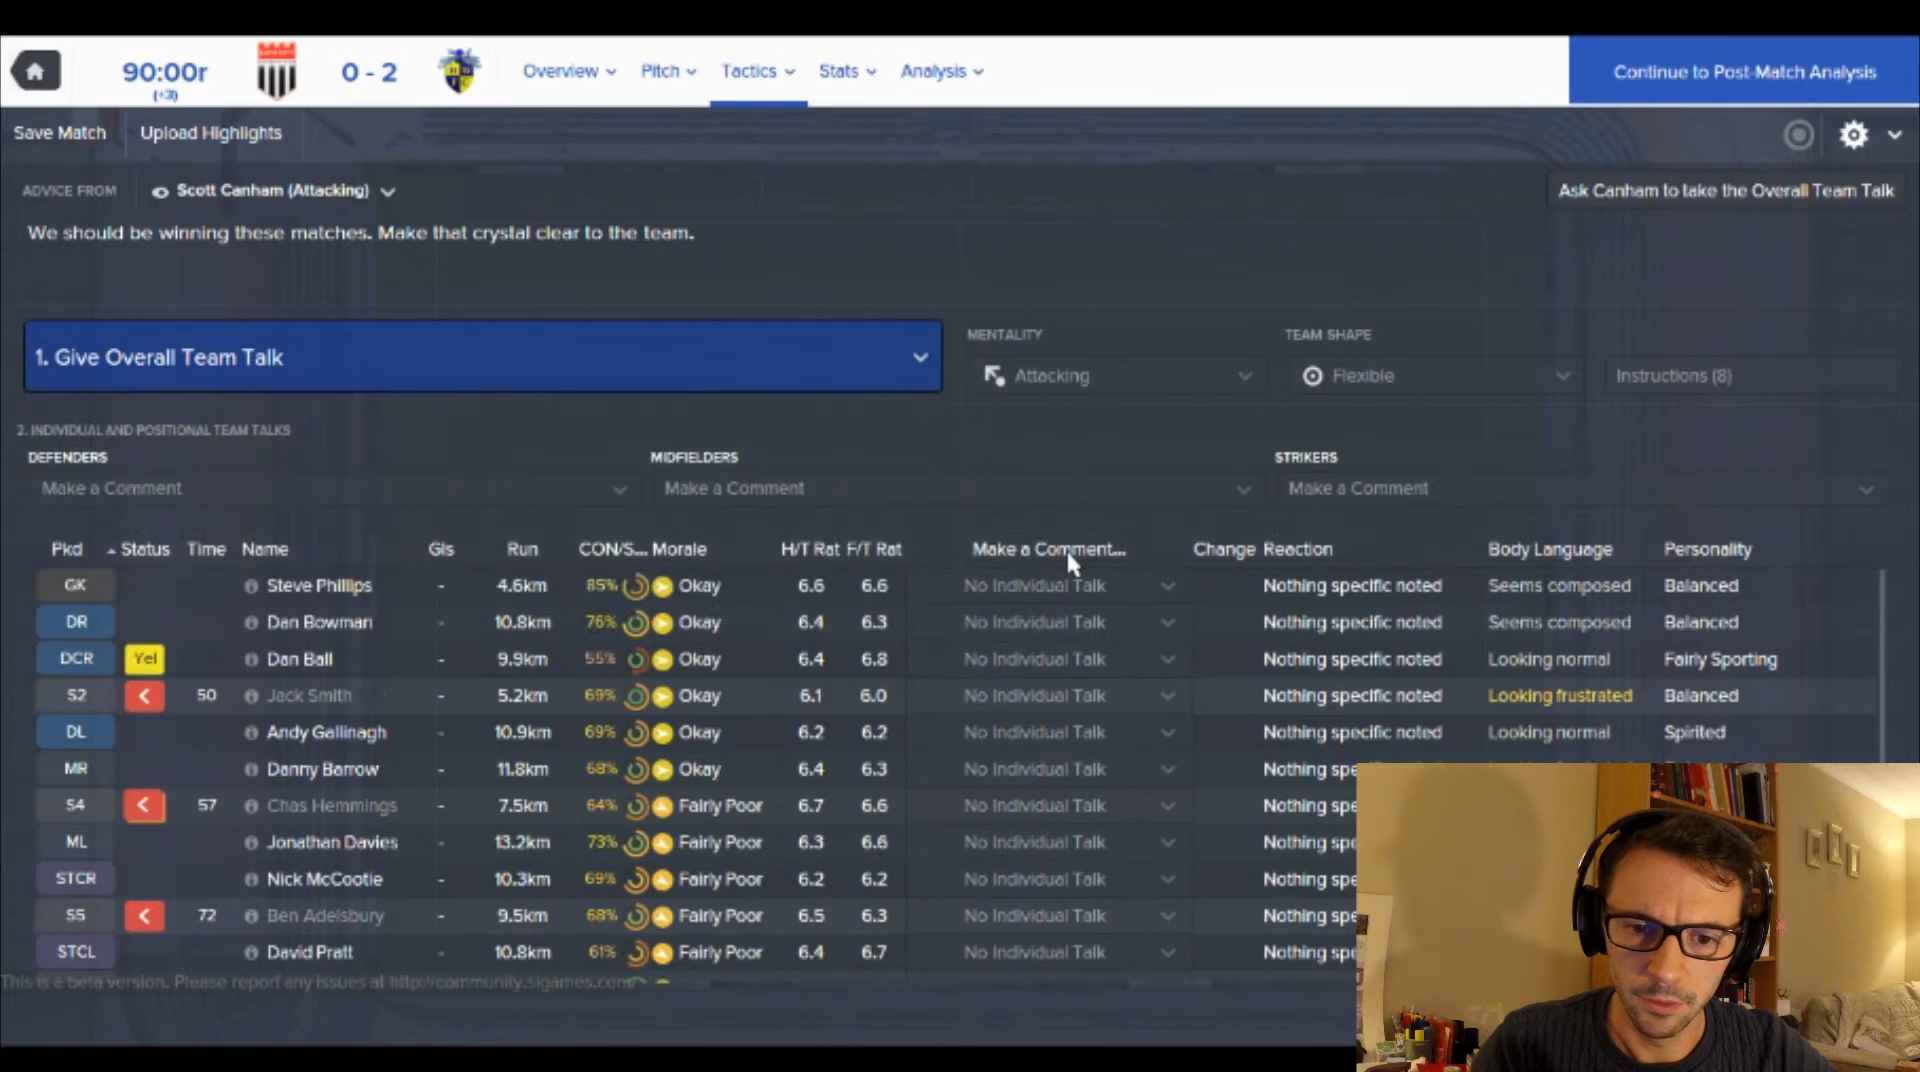 90:00r 0 - 2 Overview Pitch Tactics Stats Analysis Continue to Post-Match Analysis
(+3)
Save Match Upload Highlights
ADVICE FROM Scott Canham (Attacking) Ask Canham to take the Overall Team Talk
We should be winning these matches. Make that crystal clear to the team.
MENTALITY TEAM SHAPE
1. Give Overall Team Talk Attacking Flexible Instructions (8)
2. INDIVIDUAL AND POSITIONAL TEAM TALKS
DEFENDERS MIDFIELDERS STRIKERS
Make a Comment Make a Comment Make a Comment
Pkd Status Time Name Gls Run CON/S... Morale H/T Rat F/T Rat Make a Comment... Change Reaction Body Language Personality
GK Steve Phillips - 4.6km 85% Okay 6.6 6.6 No Individual Talk Nothing specific noted Seems composed Balanced
DR Dan Bowman - 10.8km 76% Okay 6.4 6.3 No Individual Talk Nothing specific noted Seems composed Balanced
DCR Yel Dan Ball - 9.9km 55% Okay 6.4 6.8 No Individual Talk Nothing specific noted Looking normal Fairly Sporting
S2 50 Jack Smith - 5.2km 69% Okay 6.1 6.0 No Individual Talk Nothing specific noted Looking frustrated Balanced
DL Andy Gallinagh - 10.9km 69% Okay 6.2 6.2 No Individual Talk Nothing specific noted Looking normal Spirited
MR Danny Barrow - 11.8km 68% Okay 6.4 6.3 No Individual Talk Nothing spe
S4 57 Chas Hemmings - 7.5km 64% Fairly Poor 6.7 6.6 No Individual Talk Nothing spe
ML Jonathan Davies - 13.2km 73% Fairly Poor 6.3 6.6 No Individual Talk Nothing spe
STCR Nick McCootie - 10.3km 69% Fairly Poor 6.2 6.2 No Individual Talk Nothing spe
S5 72 Ben Adelsbury - 9.5km 68% Fairly Poor 6.5 6.3 No Individual Talk Nothing spe
STCL David Pratt - 10.8km 61% Fairly Poor 6.4 6.7 No Individual Talk Nothing spe
This is a beta version. Please report any issues at http://community.sigames.com/